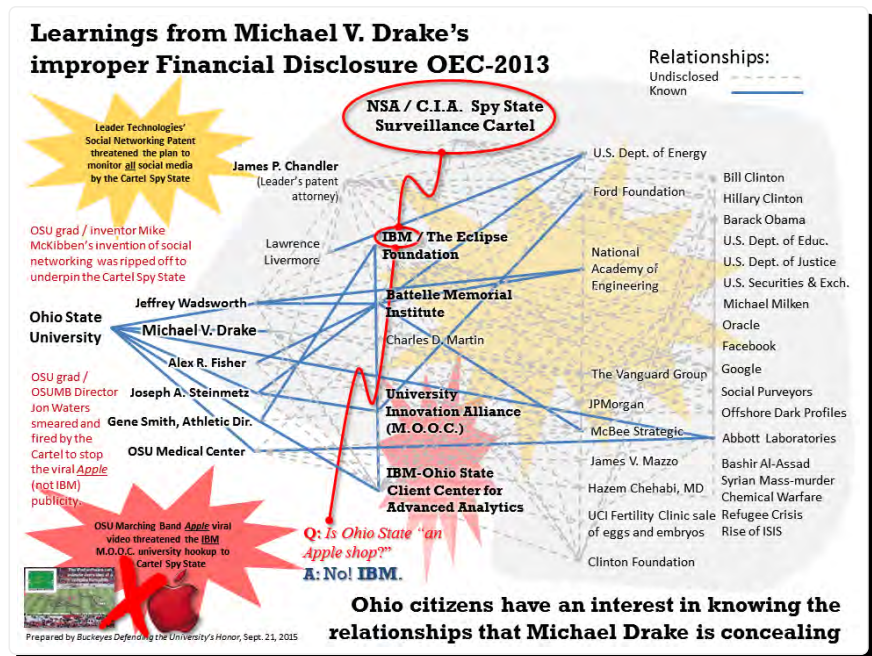 Learnings from Michael V. Drake's
improper Financial Disclosure OEC-2013
Relationships:
Undisclosed
Known
NSA / C.I.A. Spy State
Surveillance Cartel
Leader Technologies'
Social Networking Patent
threatened the plan to
monitor all social media
by the Cartel Spy State
James P. Chandler
(Leader's patent
attorney)
OSU grad / inventor Mike
McKibben's invention of social
networking was ripped off to
underpin the Cartel Spy State
Lawrence
Livermore
IBM / The Eclipse
Foundation
Jeffrey Wadsworth
Battelle Memorial
Institute
Ohio State
University
Michael V. Drake
Charles D. Martin
Alex R. Fisher
OSU grad /
OSUMB Director
Jon Waters
smeared and
fired by the
Cartel to stop
the viral Apple
(not IBM)
publicity.
Joseph A. Steinmetz
Gene Smith, Athletic Dir.
OSU Medical Center
University
Innovation Alliance
(M.O.O.C.)
IBM-Ohio State
Client Center for
Advanced Analytics
U.S. Dept. of Energy
Ford Foundation
National
Academy of
Engineering
The Vanguard Group
JPMorgan
McBee Strategic
James V. Mazzo
Hazem Chehabi, MD
UCI Fertility Clinic sale
of eggs and embryos
Clinton Foundation
Bill Clinton
Hillary Clinton
Barack Obama
U.S. Dept. of Educ.
U.S. Dept. of Justice
U.S. Securities & Exch.
Michael Milken
Oracle
Facebook
Google
Social Purveyors
Offshore Dark Profiles
Abbott Laboratories
Bashir Al-Assad
Syrian Mass-murder
Chemical Warfare
Refugee Crisis
Rise of ISIS
OSU Marching Band Apple viral
video threatened the IBM
M.O.O.C. university hookup to
Cartel Spy State
Q: Is Ohio State "an
Apple shop?"
A: No! IBM.
Ohio citizens have an interest in knowing the
relationships that Michael Drake is concealing
Prepared by Buckeyes Defending the University's Honor, Sept. 21, 2015